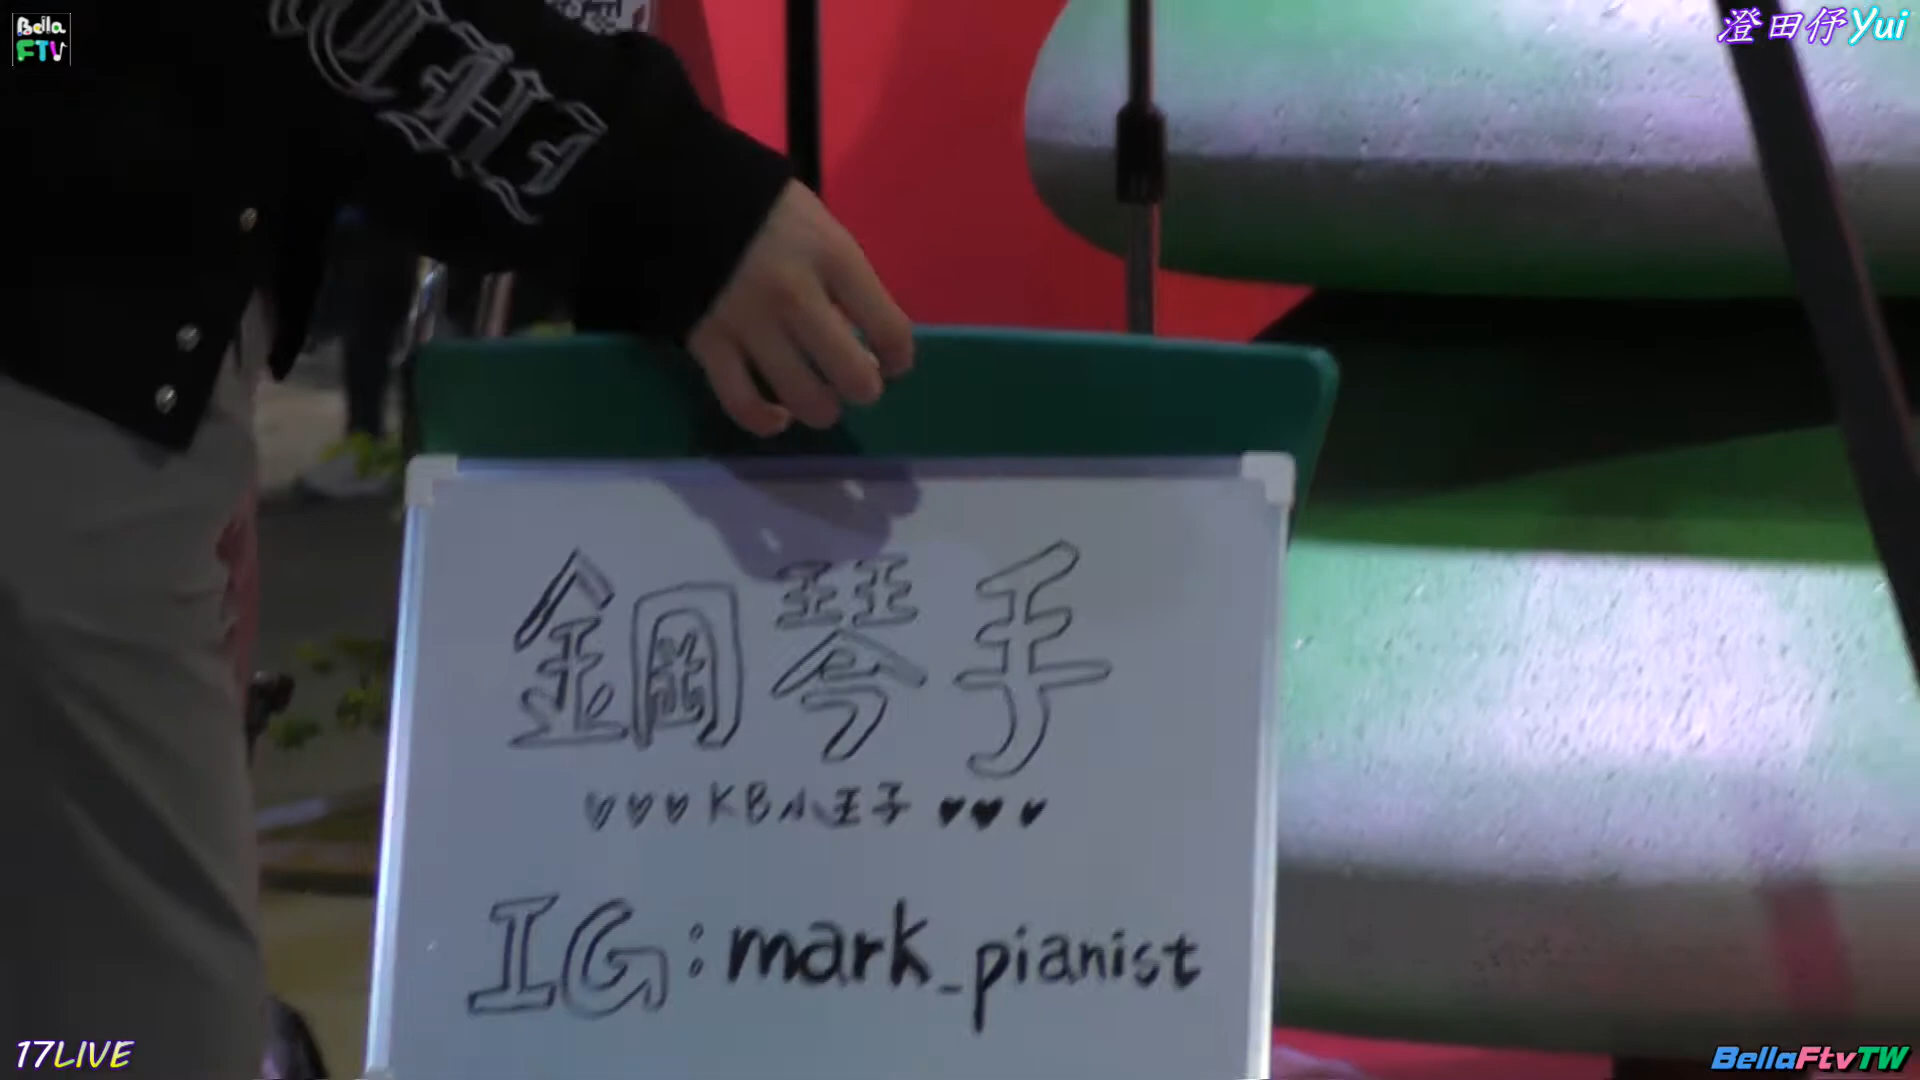 Bella
FTV
澄田仔Yui
鋼琴手
♡♡♡KB小王子♥♥♥
IG:mark_pianist
17LIVE
BellaFtvTW